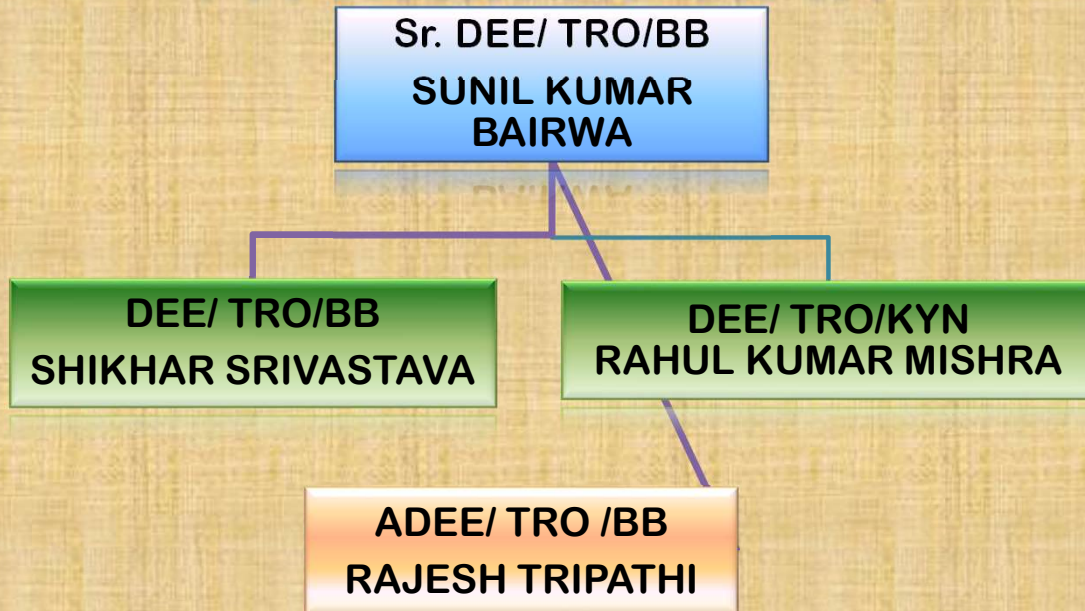 Sr. DEE/ TRO/BB
SUNIL KUMAR
BAIRWA
DEE/ TRO/BB
SHIKHAR SRIVASTAVA
DEE/ TRO/KYN
RAHUL KUMAR MISHRA
ADEE/ TRO /BB
RAJESH TRIPATHI